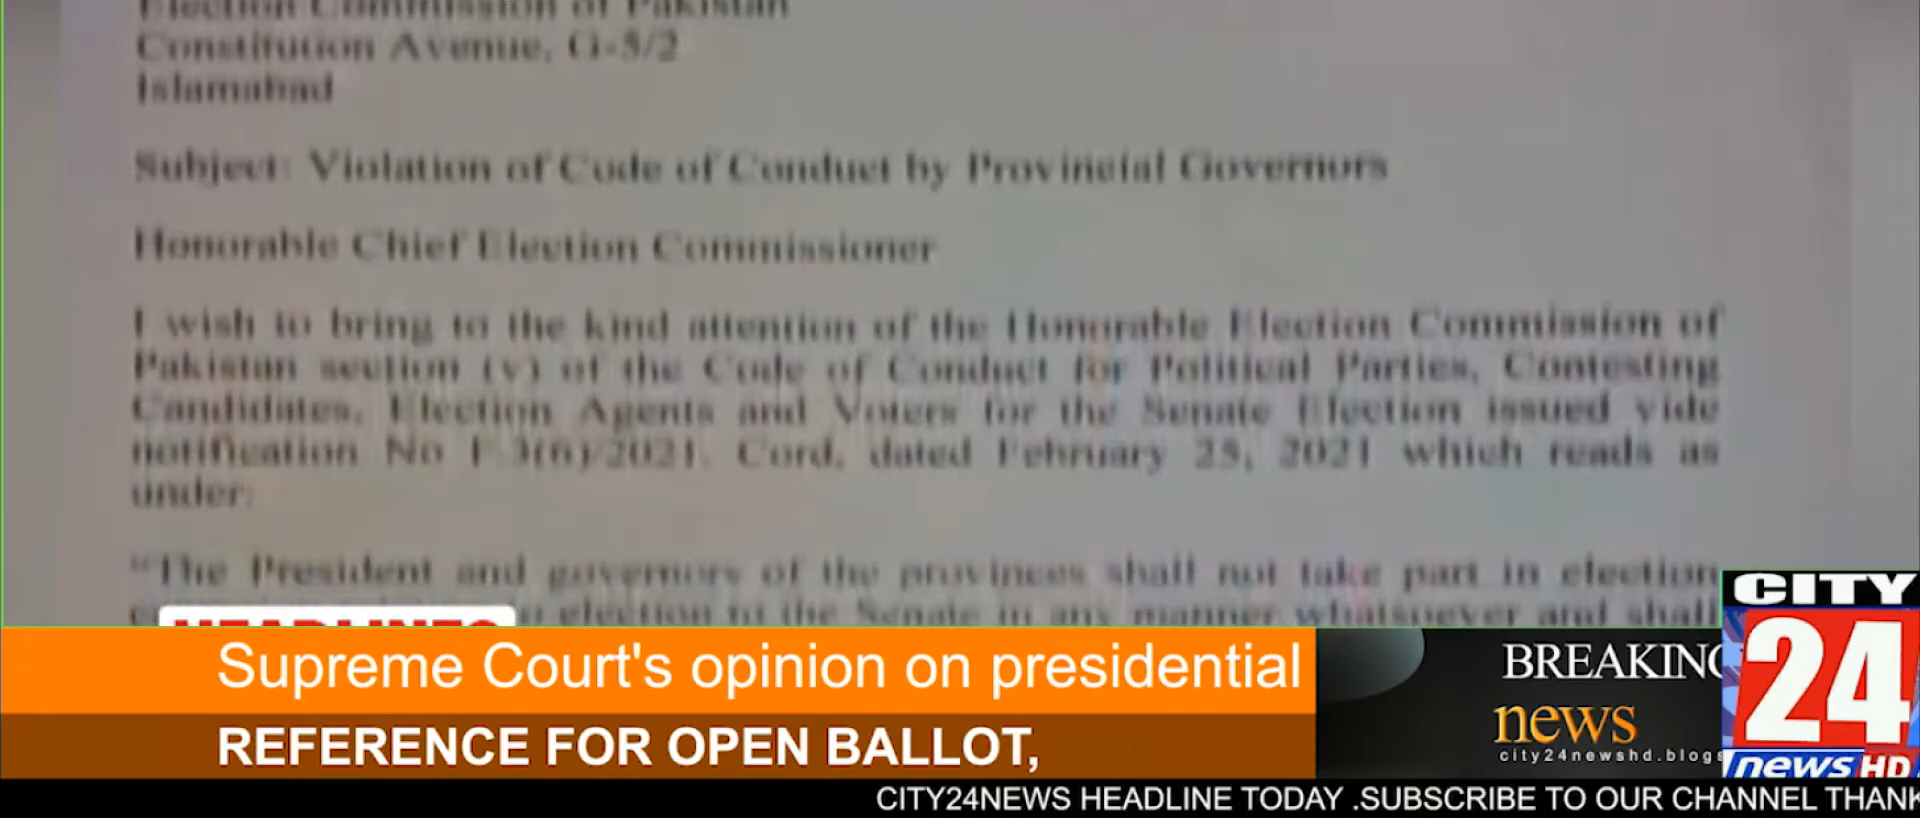 Election Commission of Pakistan
Constitution Avenue, G-5/2
Islamabad
Subject: Violation of Code of Conduct by Provincial Governors
Honorable Chief Election Commissioner
I wish to bring to the kind attention of the Honorable Election Commission of
Pakistan section (v) of the Code of Conduct for Political Parties, Contesting
Candidates, Election Agents and Voters for the Senate Election issued vide
notification No F.3(6)/2021. Cord, dated February 25, 2021 which reads as
under:
"The President and governors of the provinces shall not take part in election
election to the Senate in any manner whatsoever and shall
HEADLINES
Supreme Court's opinion on presidential
REFERENCE FOR OPEN BALLOT,
BREAKING
news
city24newshd.blogs
CITY
24
news HD
CITY24NEWS HEADLINE TODAY .SUBSCRIBE TO OUR CHANNEL THANK